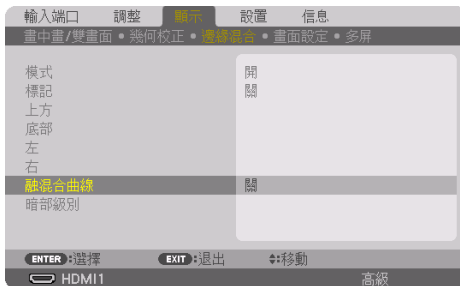 輸入端口 調整 顯示 設置 信息
畫中畫/雙畫面 • 幾何校正 • 邊緣混合 • 畫面設定 • 多屏
模式 開
標記 關
上方
底部
左
右
融混合曲線 關
暗部級別
ENTER :選擇 EXIT :退出 :移動
HDMI1 高級